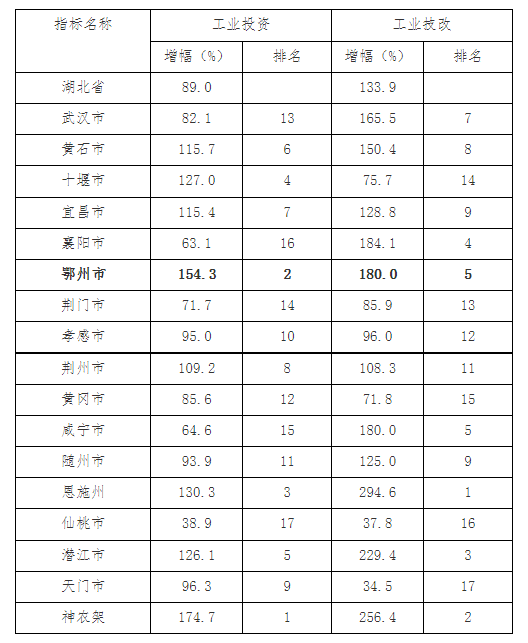 指标名称 工业投资 工业技改
增幅（%） 排名 增幅（%） 排名
湖北省 89.0 133.9
武汉市 82.1 13 165.5 7
黄石市 115.7 6 150.4 8
十堰市 127.0 4 75.7 14
宜昌市 115.4 7 128.8 9
襄阳市 63.1 16 184.1 4
鄂州市 154.3 2 180.0 5
荆门市 71.7 14 85.9 13
孝感市 95.0 10 96.0 12
荆州市 109.2 8 108.3 11
黄冈市 85.6 12 71.8 15
咸宁市 64.6 15 180.0 5
随州市 93.9 11 125.0 9
恩施州 130.3 3 294.6 1
仙桃市 38.9 17 37.8 16
潜江市 126.1 5 229.4 3
天门市 96.3 9 34.5 17
神农架 174.7 1 256.4 2